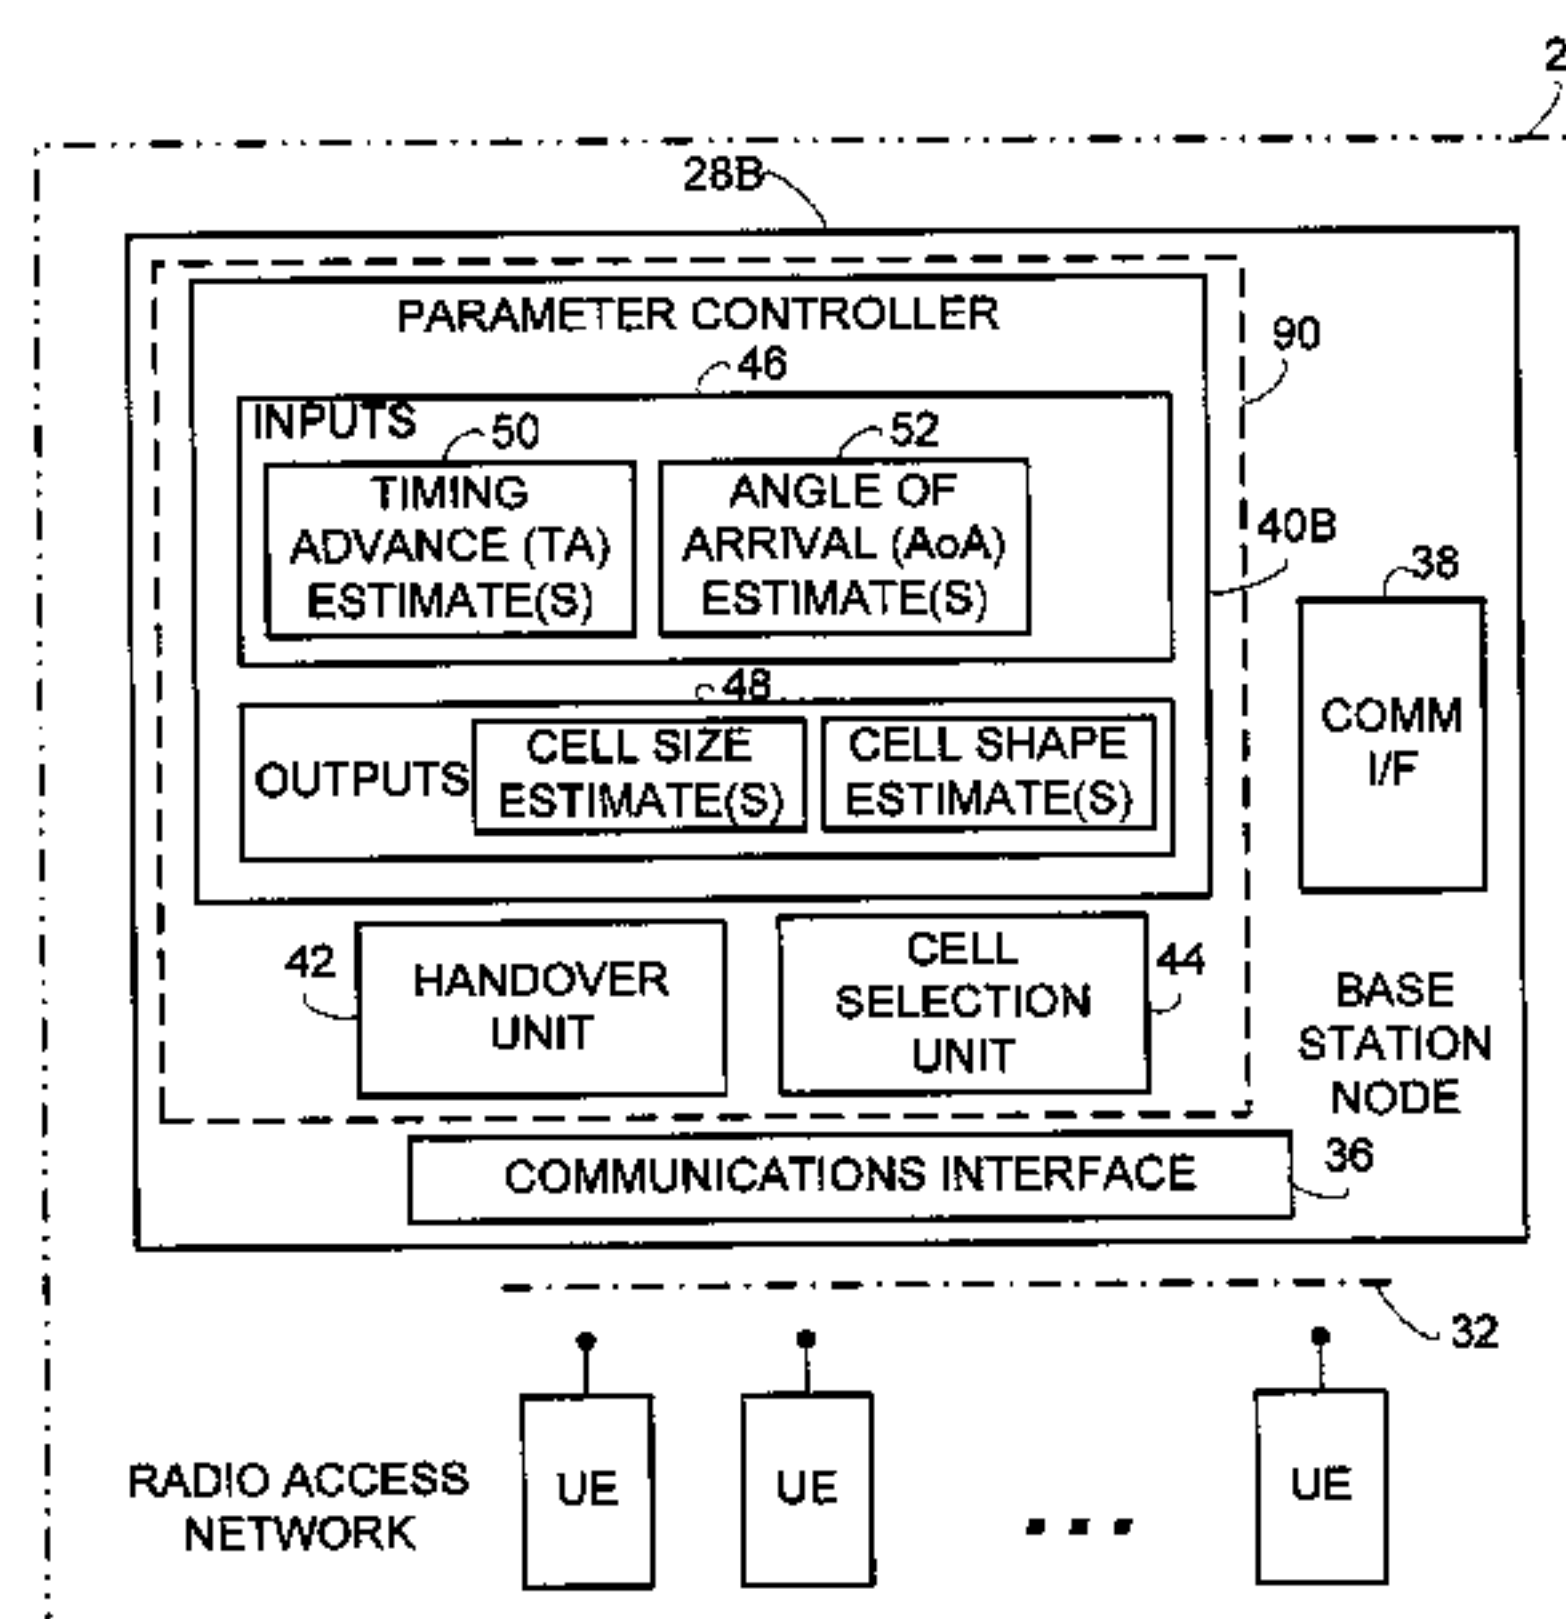 2
28B
PARAMETER CONTROLLER
90
46
INPUTS
50
52
TIMING
ADVANCE (TA)
ESTIMATE(S)
ANGLE OF
ARRIVAL (AoA)
ESTIMATE(S)
40B
38
48
OUTPUTS
CELL SIZE
ESTIMATE(S)
CELL SHAPE
ESTIMATE(S)
COMM
I/F
42
HANDOVER
UNIT
CELL
SELECTION
UNIT
44
BASE
STATION
NODE
COMMUNICATIONS INTERFACE
36
32
RADIO ACCESS
NETWORK
UE
UE
UE